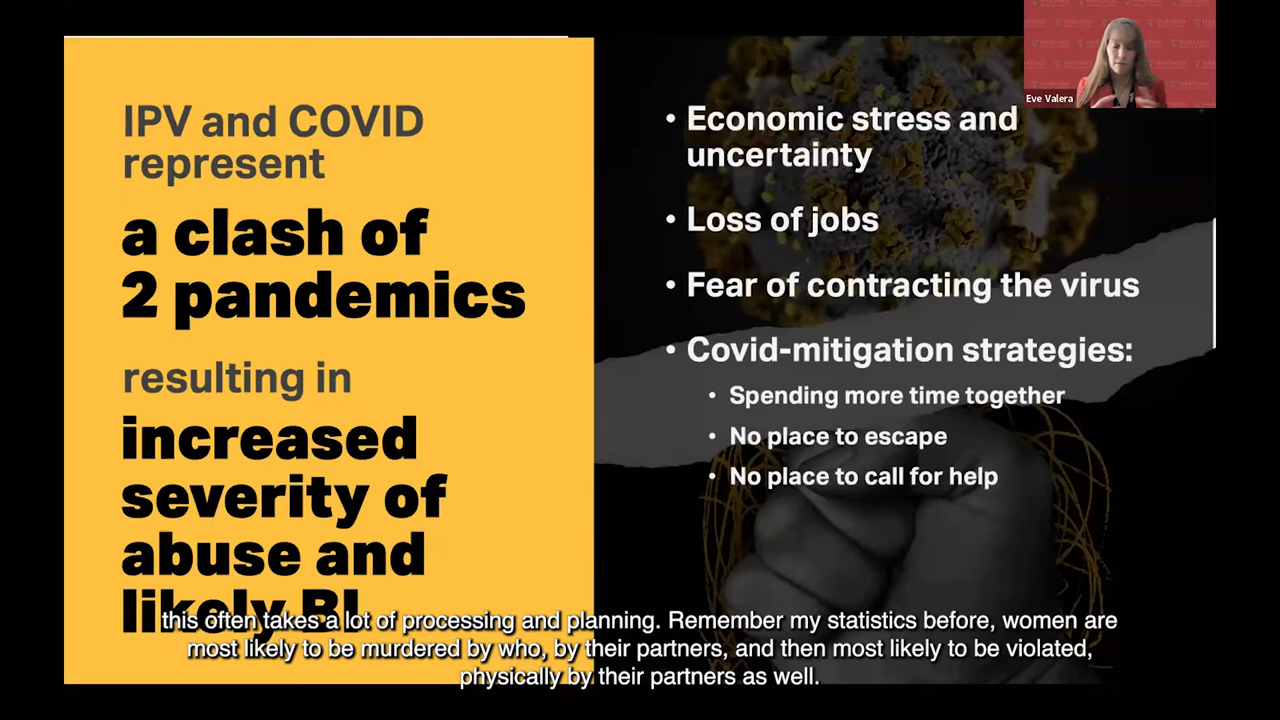 IPV and COVID
represent
a clash of
2 pandemics
resulting in
increased
severity of
abuse and
likely BI
• Economic stress and
uncertainty
• Loss of jobs
• Fear of contracting the virus
• Covid-mitigation strategies:
• Spending more time together
• No place to escape
• No place to call for help
Eve Valera
this often takes a lot of processing and planning. Remember my statistics before, women are
most likely to be murdered by who, by their partners, and then most likely to be violated,
physically by their partners as well.